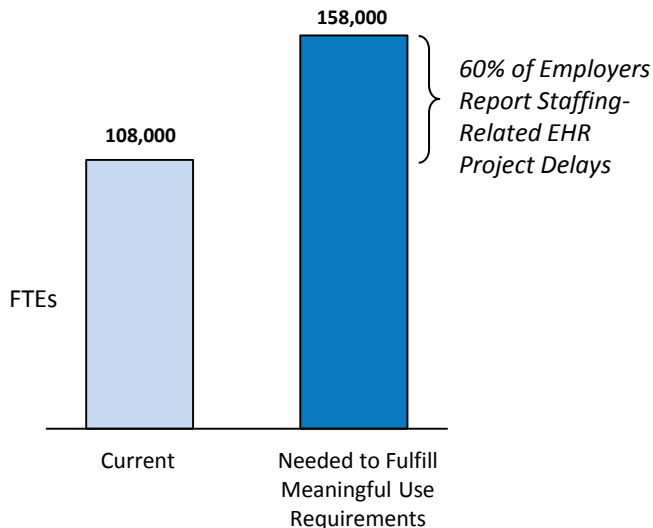 158,000
60% of Employers
Report Staffing-
Related EHR
Project Delays
108,000
FTEs
Current
Needed to Fulfill
Meaningful Use
Requirements